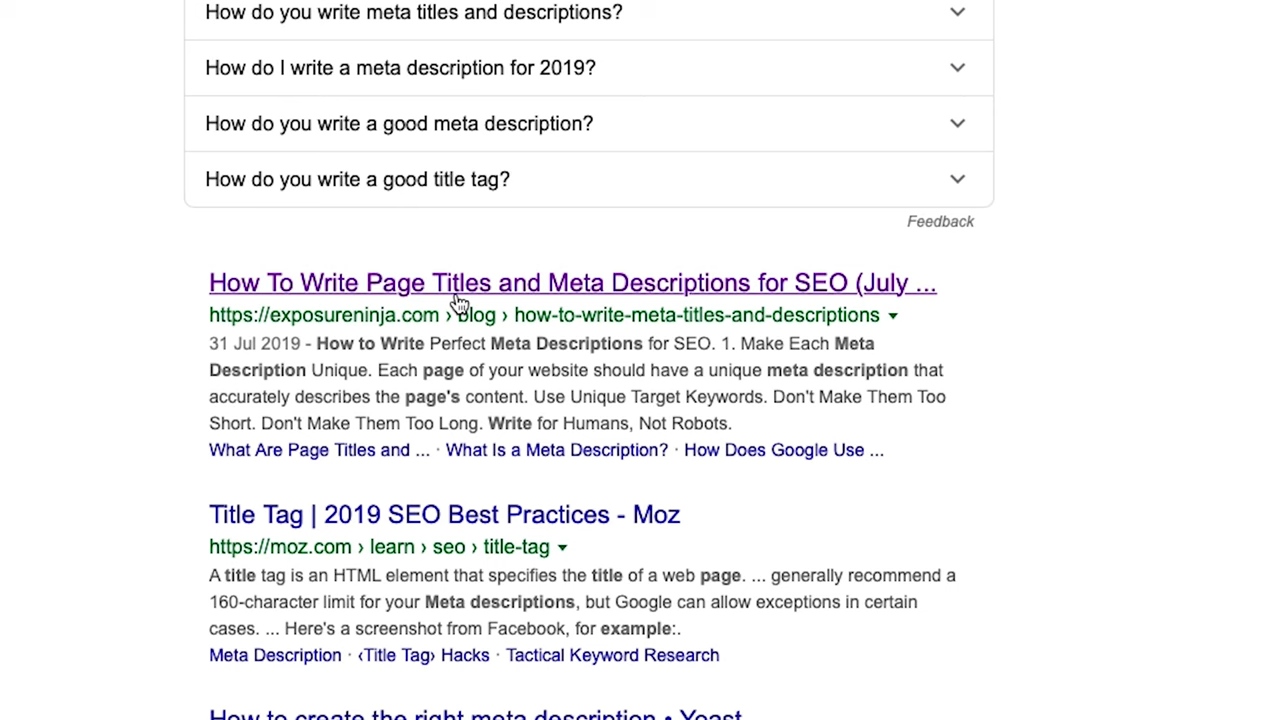 How do you write meta titles and descriptions?
How do I write a meta description for 2019?
How do you write a good meta description?
How do you write a good title tag?
Feedback
How To Write Page Titles and Meta Descriptions for SEO (July ...
https://exposureninja.com › blog › how-to-write-meta-titles-and-descriptions
31 Jul 2019 - How to Write Perfect Meta Descriptions for SEO. 1. Make Each Meta
Description Unique. Each page of your website should have a unique meta description that
accurately describes the page's content. Use Unique Target Keywords. Don't Make Them Too
Short. Don't Make Them Too Long. Write for Humans, Not Robots.
What Are Page Titles and ... · What Is a Meta Description? · How Does Google Use ...
Title Tag | 2019 SEO Best Practices - Moz
https://moz.com › learn › seo › title-tag
A title tag is an HTML element that specifies the title of a web page. ... generally recommend a
160-character limit for your Meta descriptions, but Google can allow exceptions in certain
cases. ... Here's a screenshot from Facebook, for example:.
Meta Description · ‹Title Tag› Hacks · Tactical Keyword Research
How to create the right meta description • Yoast